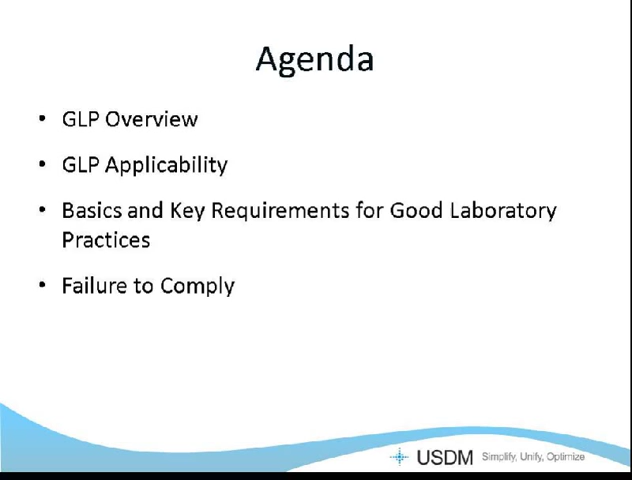 Agenda
• GLP Overview
• GLP Applicability
• Basics and Key Requirements for Good Laboratory
Practices
• Failure to Comply
USDM Simplify, Unify, Optimize